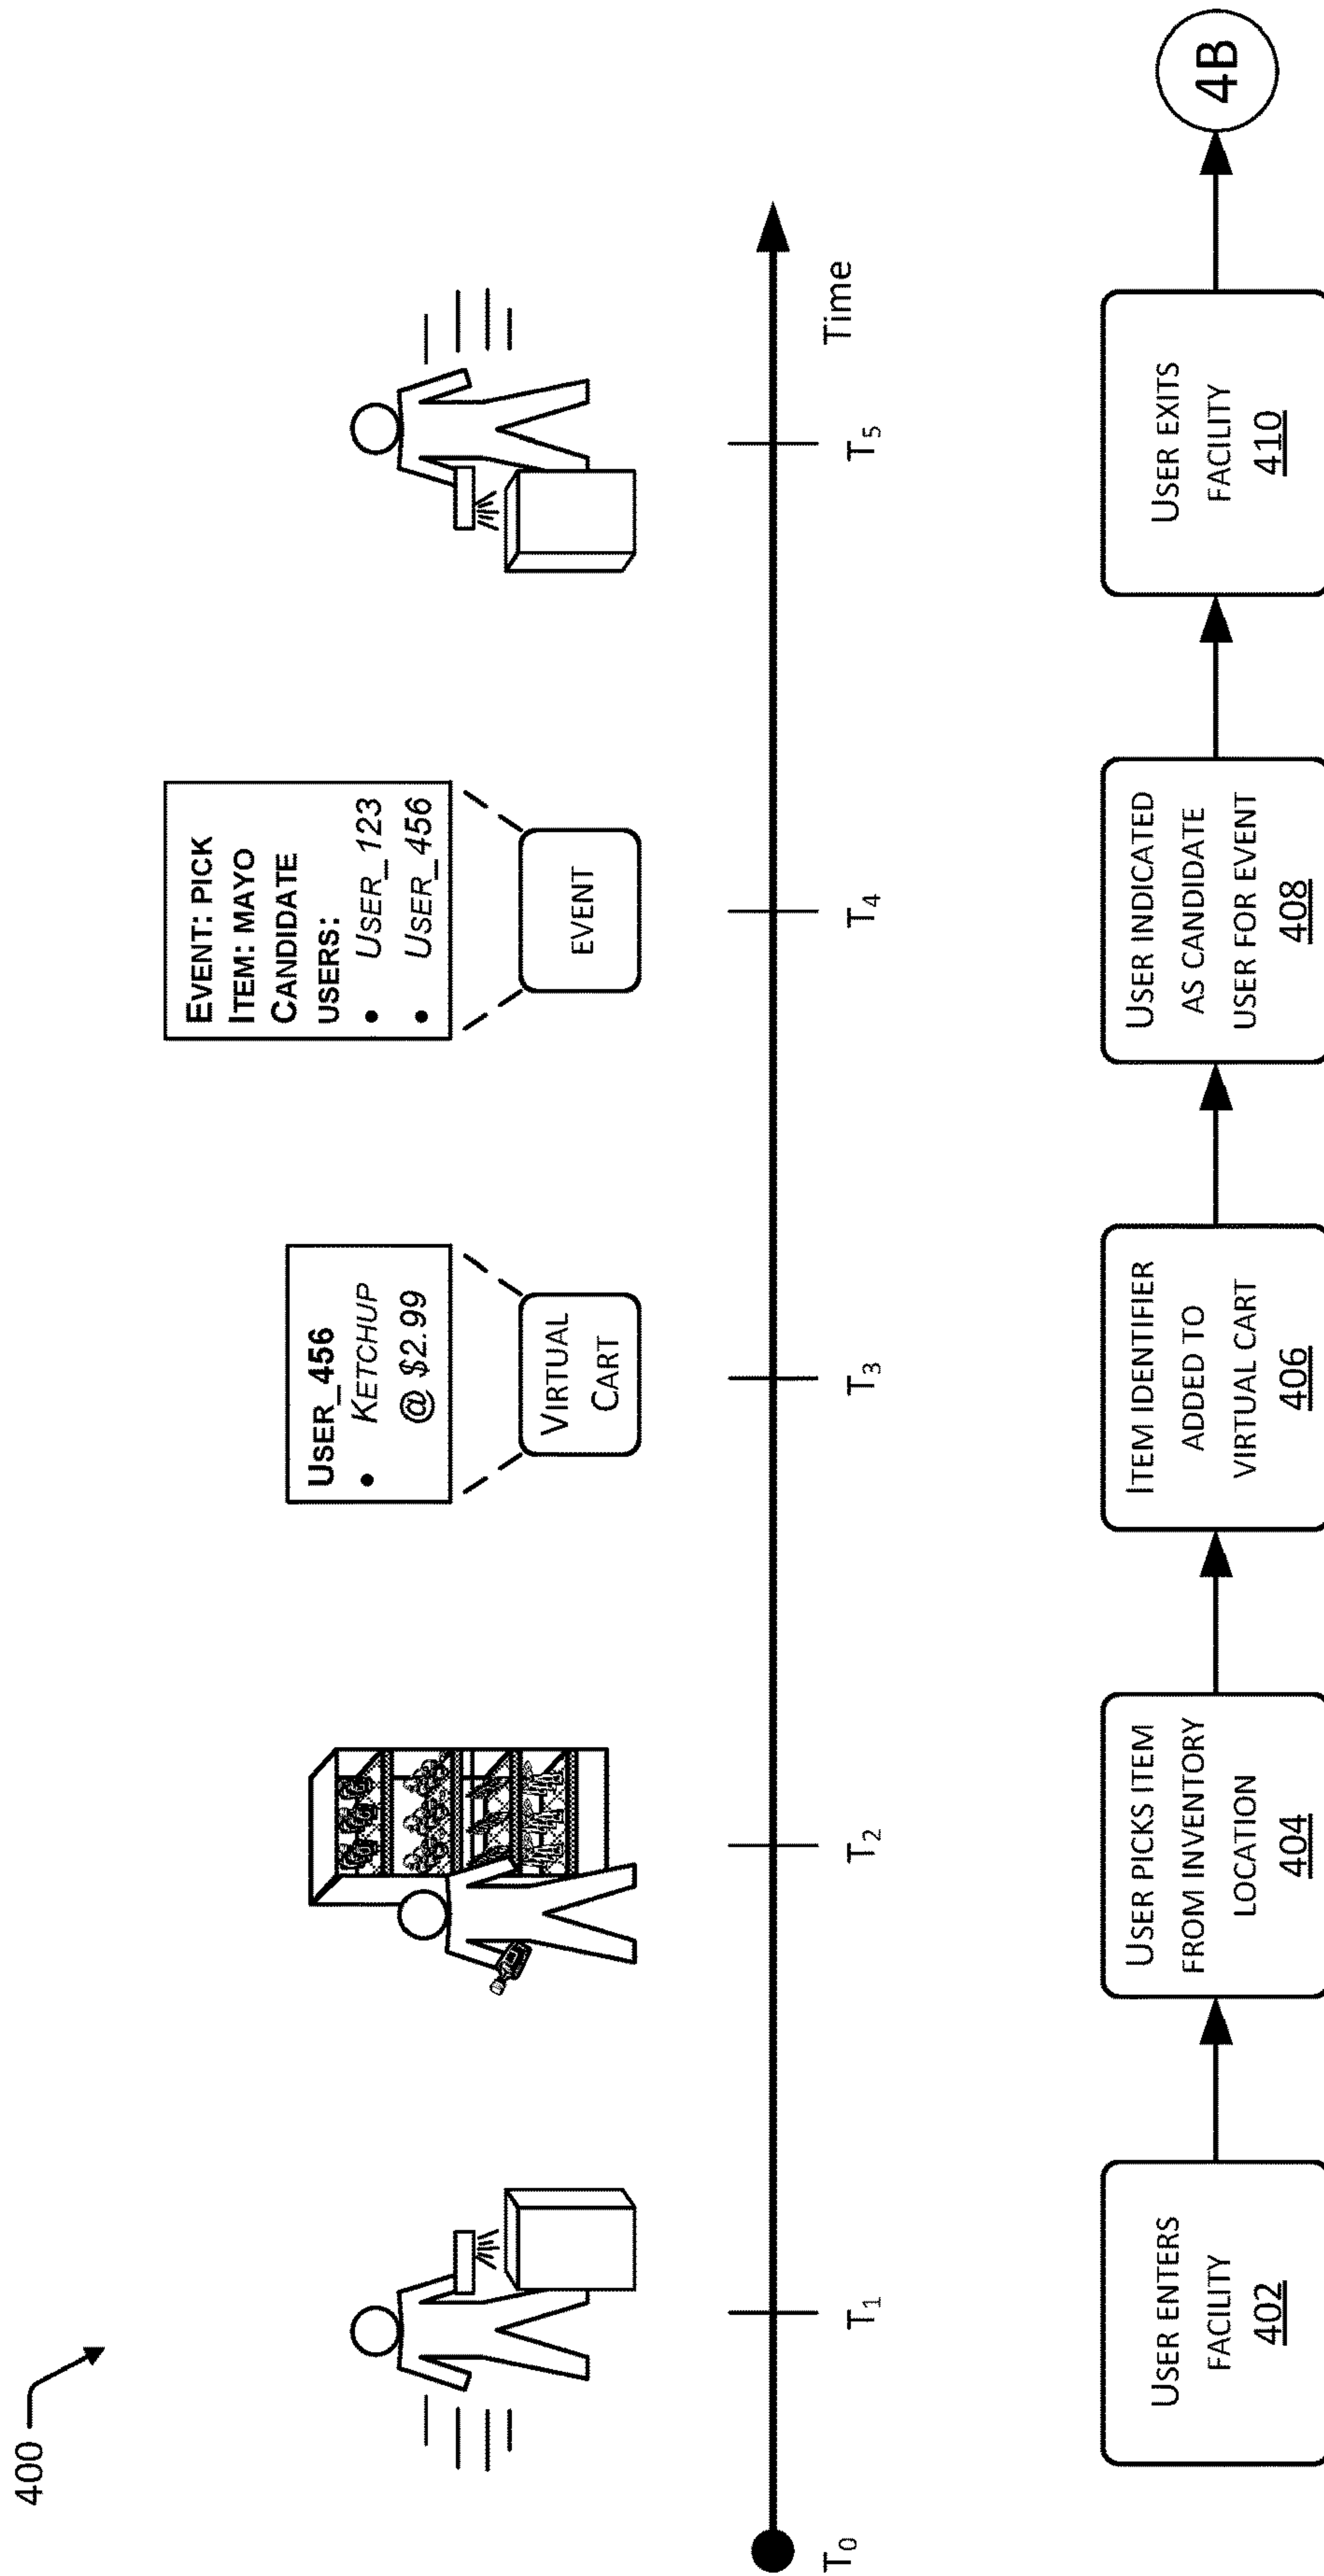 400
USER_456
• KETCHUP
@ $2.99
VIRTUAL
CART
EVENT: PICK
ITEM: MAYO
CANDIDATE
USERS:
• USER_123
• USER_456
EVENT
T0
T1
T2
T3
T4
T5
Time
USER ENTERS
FACILITY
402
USER PICKS ITEM
FROM INVENTORY
LOCATION
404
ITEM IDENTIFIER
ADDED TO
VIRTUAL CART
406
USER INDICATED
AS CANDIDATE
USER FOR EVENT
408
USER EXITS
FACILITY
410
4B